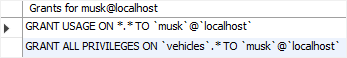 Grants for musk@localhost
GRANT USAGE ON *.* TO `musk`@`localhost`
GRANT ALL PRIVILEGES ON `vehicles`.* TO `musk`@`localhost`